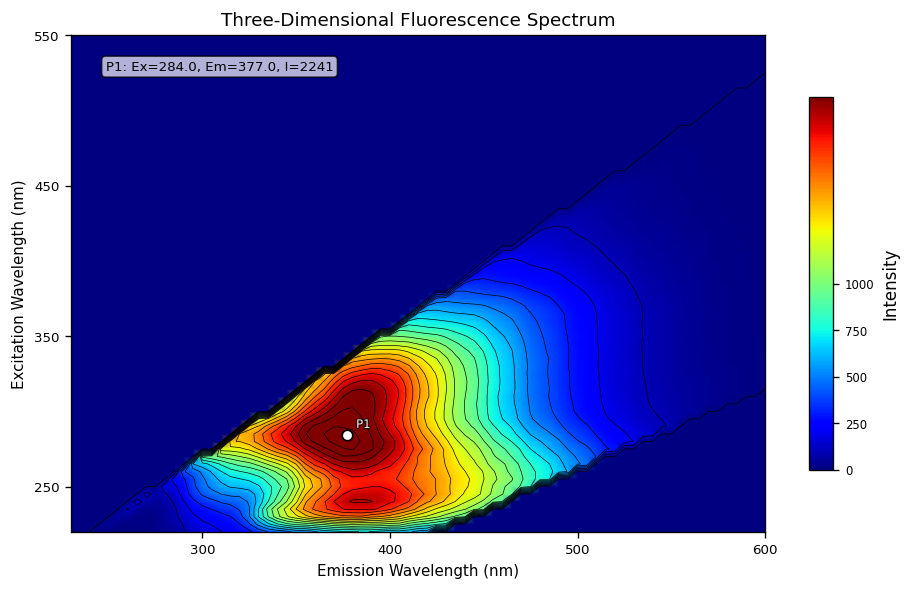 Three-Dimensional Fluorescence Spectrum
550
450
350
250
Excitation Wavelength (nm)
P1: Ex=284.0, Em=377.0, I=2241
P1
300
400
500
600
Emission Wavelength (nm)
1000
750
500
250
0
Intensity